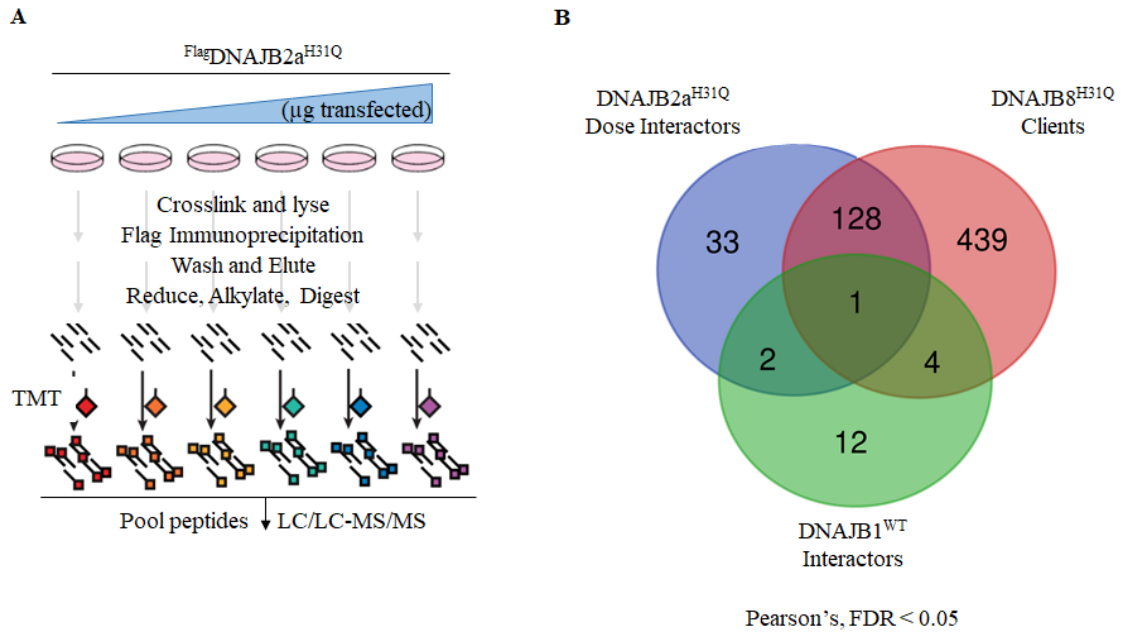 A
FlagDNAJB2aH31Q
(µg transfected)
Crosslink and lyse
Flag Immunoprecipitation
Wash and Elute
Reduce, Alkylate, Digest
TMT
Pool peptides
LC/LC-MS/MS
B
DNAJB2aH31Q
Dose Interactors
DNAJB8H31Q
Clients
33
128
439
1
2
4
12
DNAJB1WT
Interactors
Pearson's, FDR < 0.05